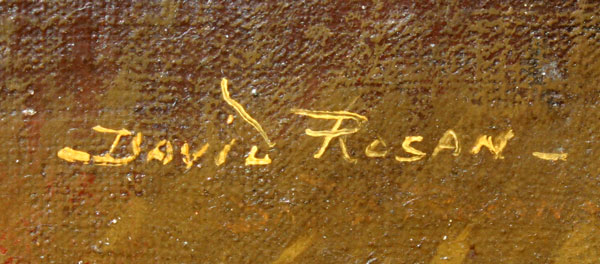 - DAVID ROSAN -